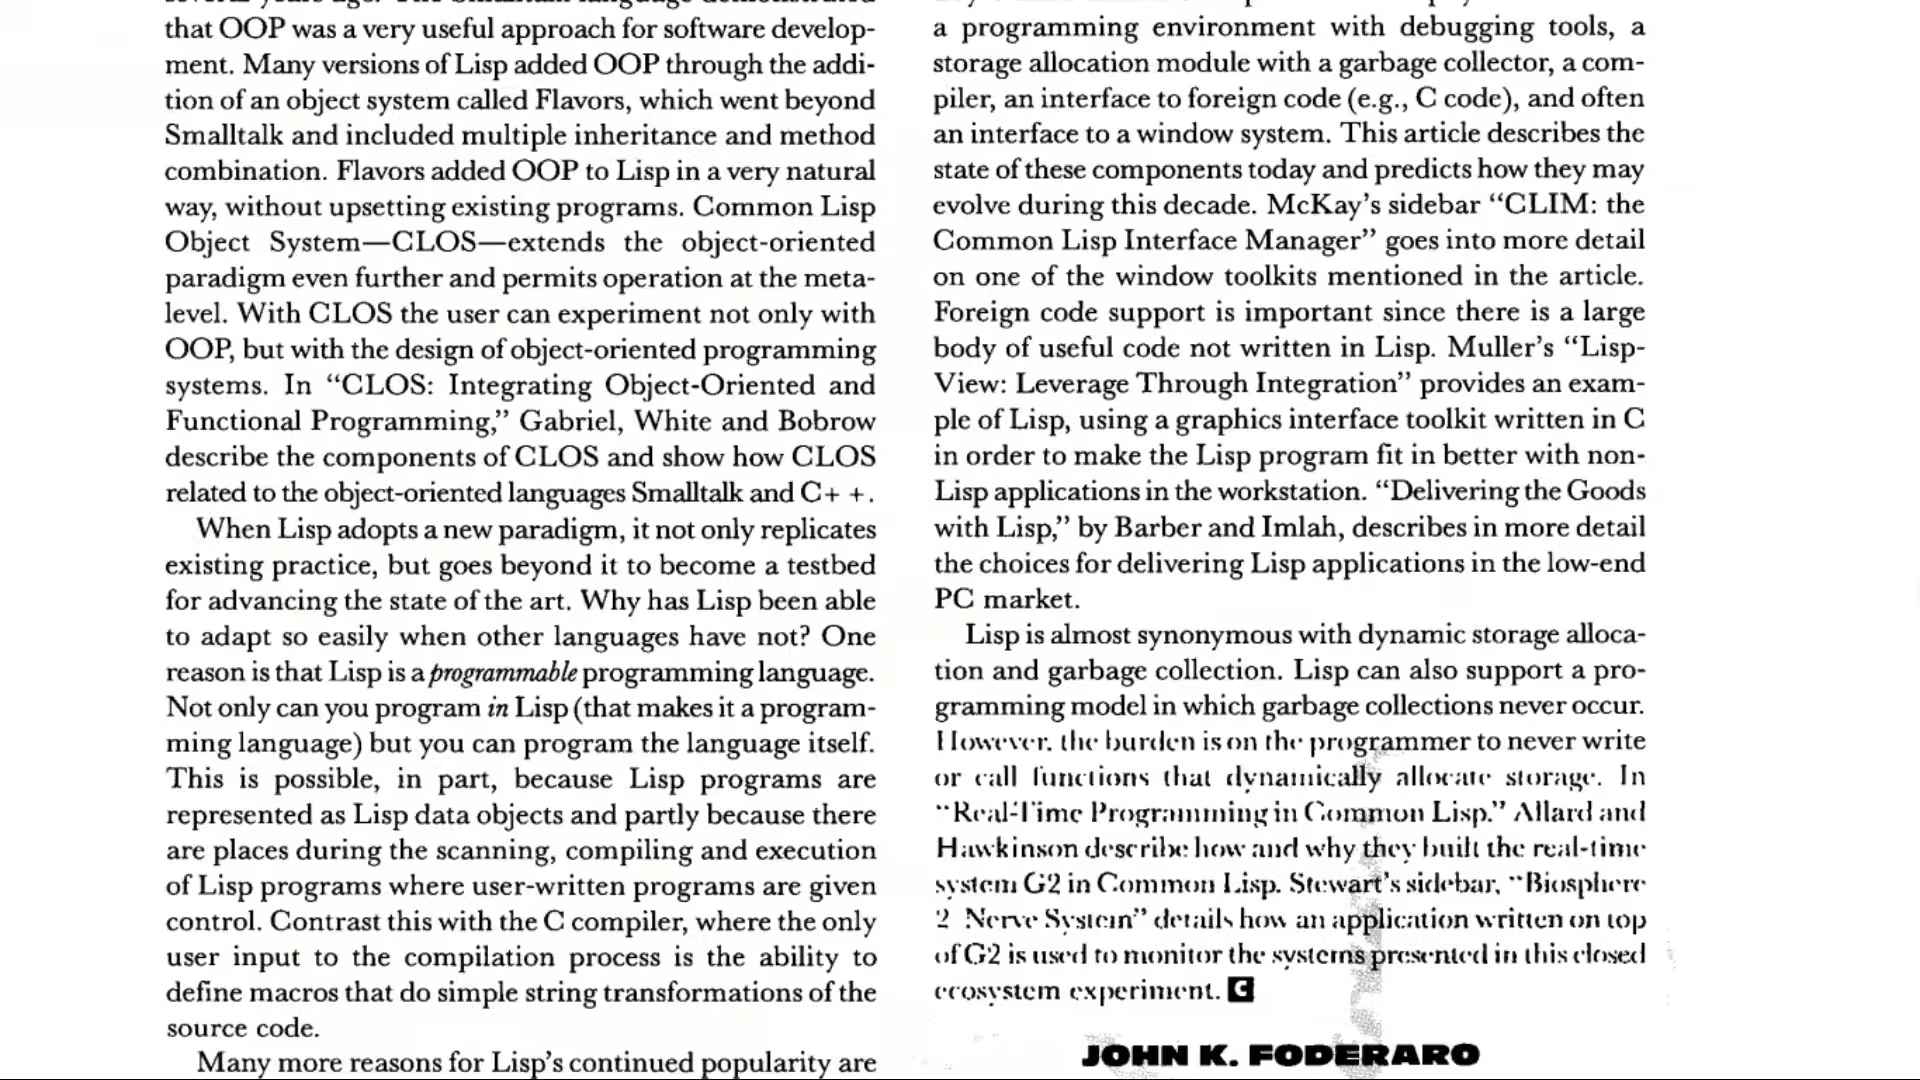 that OOP was a very useful approach for software develop-
ment. Many versions of Lisp added OOP through the addi-
tion of an object system called Flavors, which went beyond
Smalltalk and included multiple inheritance and method
combination. Flavors added OOP to Lisp in a very natural
way, without upsetting existing programs. Common Lisp
Object System—CLOS—extends the object-oriented
paradigm even further and permits operation at the meta-
level. With CLOS the user can experiment not only with
OOP, but with the design of object-oriented programming
systems. In “CLOS: Integrating Object-Oriented and
Functional Programming,” Gabriel, White and Bobrow
describe the components of CLOS and show how CLOS
related to the object-oriented languages Smalltalk and C+ +.
When Lisp adopts a new paradigm, it not only replicates
existing practice, but goes beyond it to become a testbed
for advancing the state of the art. Why has Lisp been able
to adapt so easily when other languages have not? One
reason is that Lisp is a programmable programming language.
Not only can you program in Lisp (that makes it a program-
ming language) but you can program the language itself.
This is possible, in part, because Lisp programs are
represented as Lisp data objects and partly because there
are places during the scanning, compiling and execution
of Lisp programs where user-written programs are given
control. Contrast this with the C compiler, where the only
user input to the compilation process is the ability to
define macros that do simple string transformations of the
source code.
Many more reasons for Lisp’s continued popularity are
a programming environment with debugging tools, a
storage allocation module with a garbage collector, a com-
piler, an interface to foreign code (e.g., C code), and often
an interface to a window system. This article describes the
state of these components today and predicts how they may
evolve during this decade. McKay’s sidebar “CLIM: the
Common Lisp Interface Manager” goes into more detail
on one of the window toolkits mentioned in the article.
Foreign code support is important since there is a large
body of useful code not written in Lisp. Muller’s “Lisp-
View: Leverage Through Integration” provides an exam-
ple of Lisp, using a graphics interface toolkit written in C
in order to make the Lisp program fit in better with non-
Lisp applications in the workstation. “Delivering the Goods
with Lisp,” by Barber and Imlah, describes in more detail
the choices for delivering Lisp applications in the low-end
PC market.
Lisp is almost synonymous with dynamic storage alloca-
tion and garbage collection. Lisp can also support a pro-
gramming model in which garbage collections never occur.
However, the burden is on the programmer to never write
or call functions that dynamically allocate storage. In
“Real-Time Programming in Common Lisp.” Allard and
Hawkinson describe how and why they built the real-time
system G2 in Common Lisp. Stewart’s sidebar, “Biosphere
2 Nerve System” details how an application written on top
of G2 is used to monitor the systems presented in this closed
ecosystem experiment. C
JOHN K. FODERARO